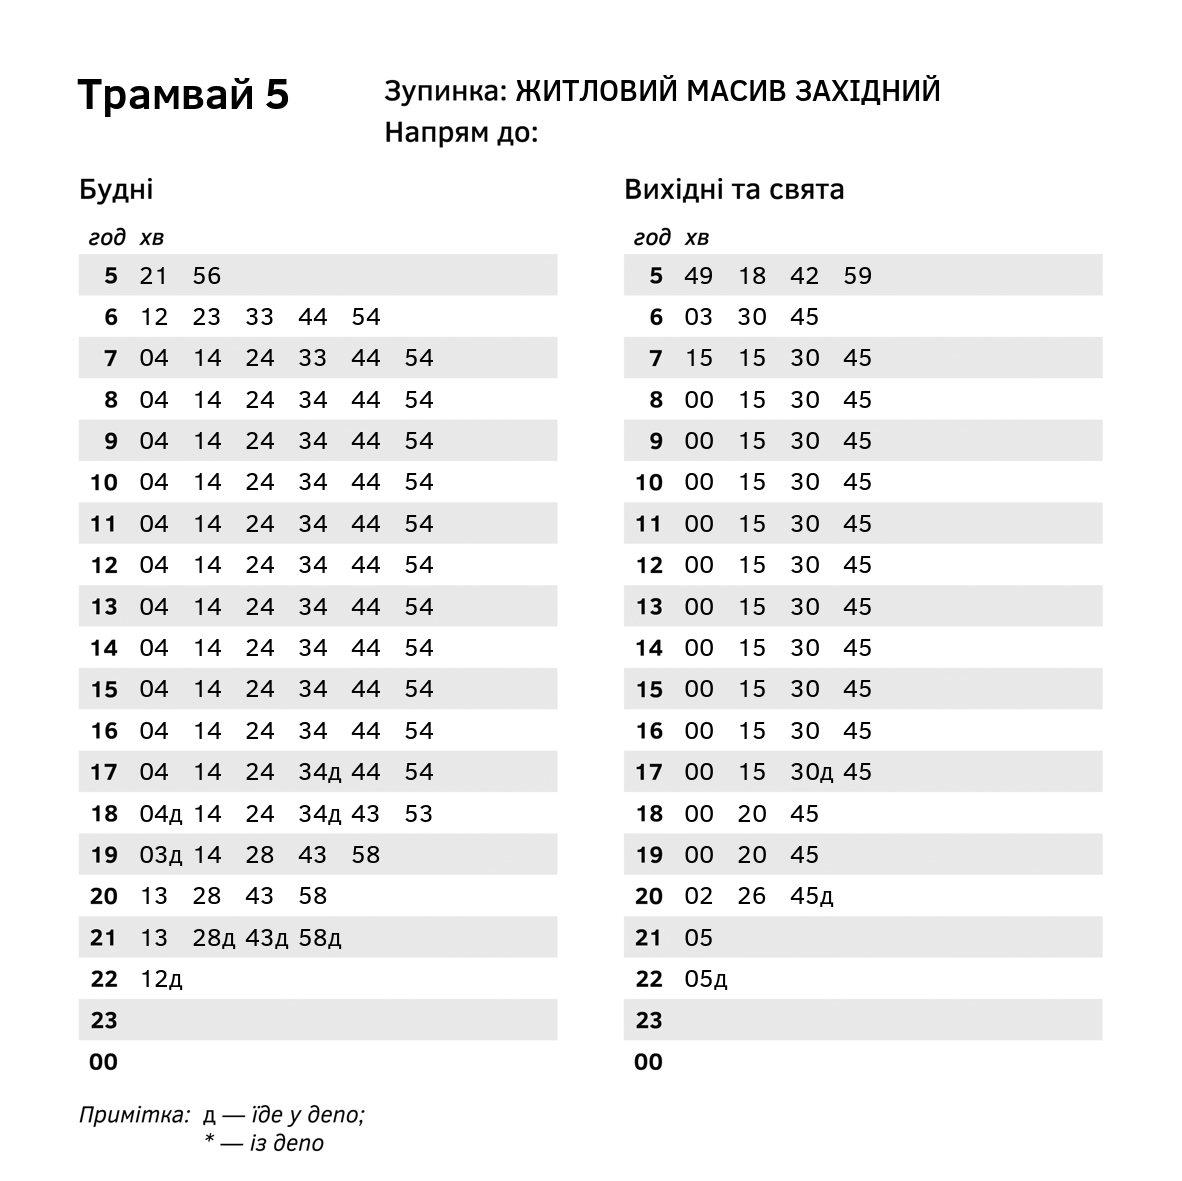 Трамвай 5
Зупинка: ЖИТЛОВИЙ МАСИВ ЗАХІДНИЙ
Напрям до:
Будні
год хв
5 21 56
6 12 23 33 44 54
7 04 14 24 33 44 54
8 04 14 24 34 44 54
9 04 14 24 34 44 54
10 04 14 24 34 44 54
11 04 14 24 34 44 54
12 04 14 24 34 44 54
13 04 14 24 34 44 54
14 04 14 24 34 44 54
15 04 14 24 34 44 54
16 04 14 24 34 44 54
17 04 14 24 34д 44 54
18 04д 14 24 34д 43 53
19 03д 14 28 43 58
20 13 28 43 58
21 13 28д 43д 58д
22 12д
23
00
Вихідні та свята
год хв
5 49 18 42 59
6 03 30 45
7 15 15 30 45
8 00 15 30 45
9 00 15 30 45
10 00 15 30 45
11 00 15 30 45
12 00 15 30 45
13 00 15 30 45
14 00 15 30 45
15 00 15 30 45
16 00 15 30 45
17 00 15 30д 45
18 00 20 45
19 00 20 45
20 02 26 45д
21 05
22 05д
23
00
Примітка: д — їде у депо;
* — із депо